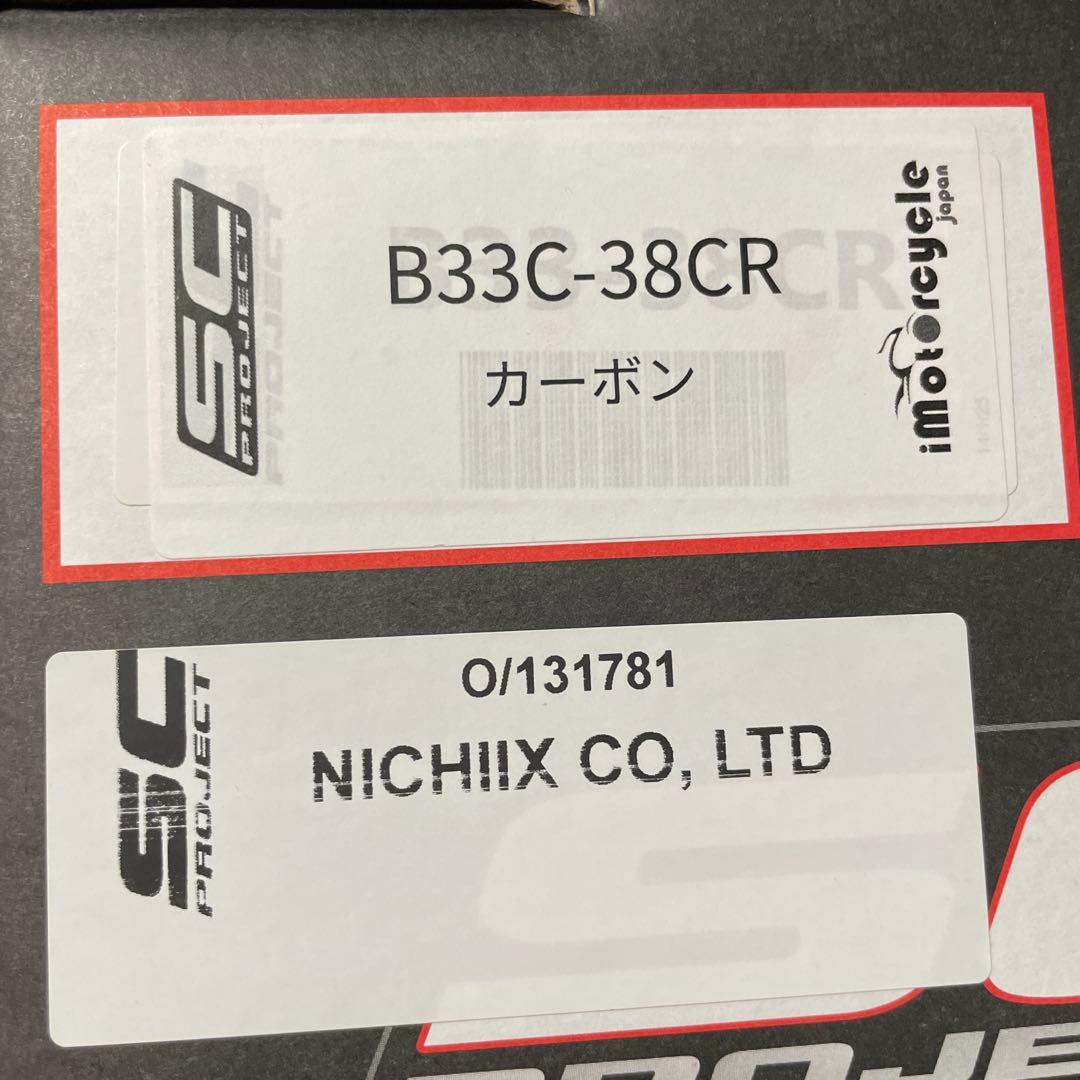 SC
PROJECT
B33C-38CR
カーボン
iMotorcycle
japan
O/131781
NICHIIX CO, LTD
SC
PROJECT